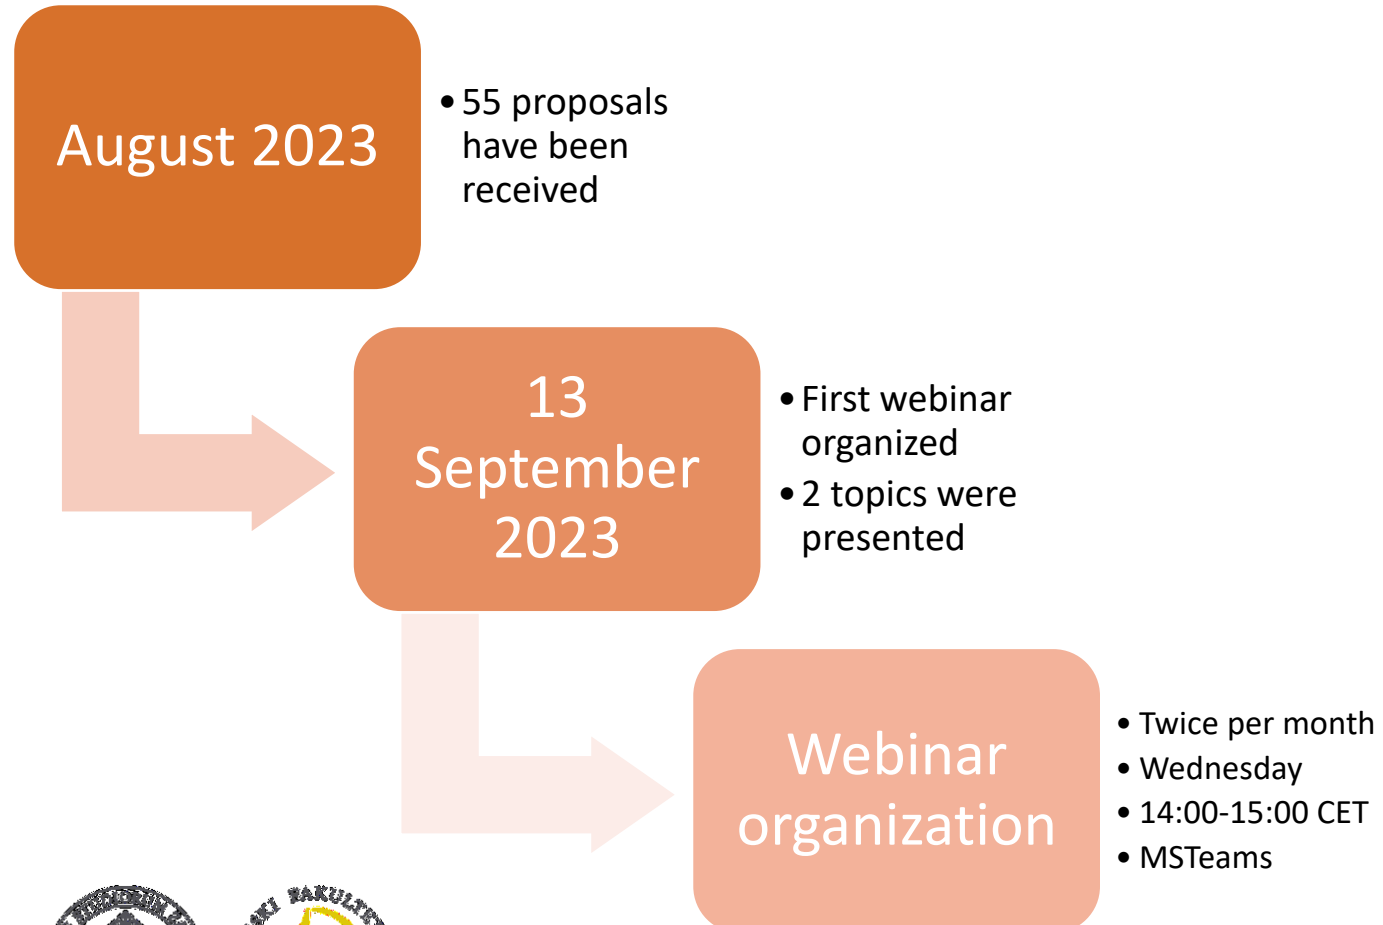 August 2023
• 55 proposals
have been
received
13
September
2023
• First webinar
organized
• 2 topics were
presented
Webinar
organization
• Twice per month
• Wednesday
• 14:00-15:00 CET
• MSTeams
FAKULTET